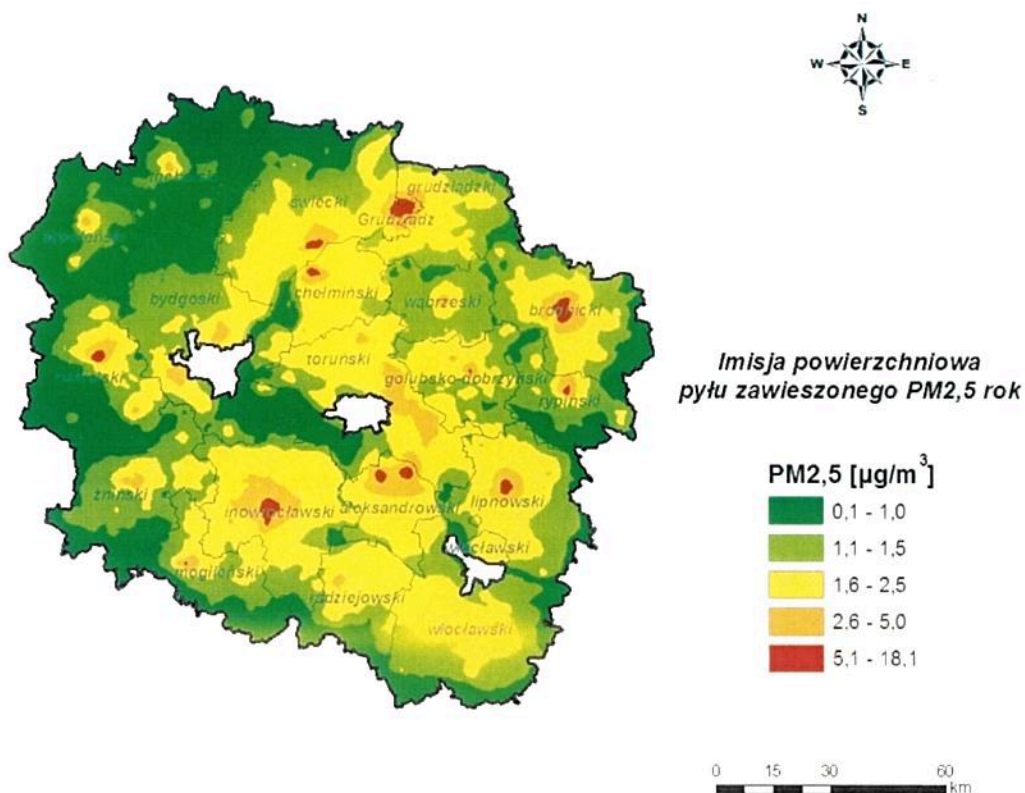 N
W E
S
grudziądzki
świecki
Grudziądz
bydgoski
chełmiński
wąbrzeski
brodnicki
toruński
golubsko-dobrzyński
rypiński
Imisja powierzchniowa
pyłu zawieszonego PM2,5 rok
PM2,5 [µg/m³]
0,1 - 1,0
1,1 - 1,5
1,6 - 2,5
2,6 - 5,0
5,1 - 18,1
żniński
inowrocławski
aleksandrowski
lipnowski
włocławski
mogileński
radziejowski
włocławski
0 15 30 60
km